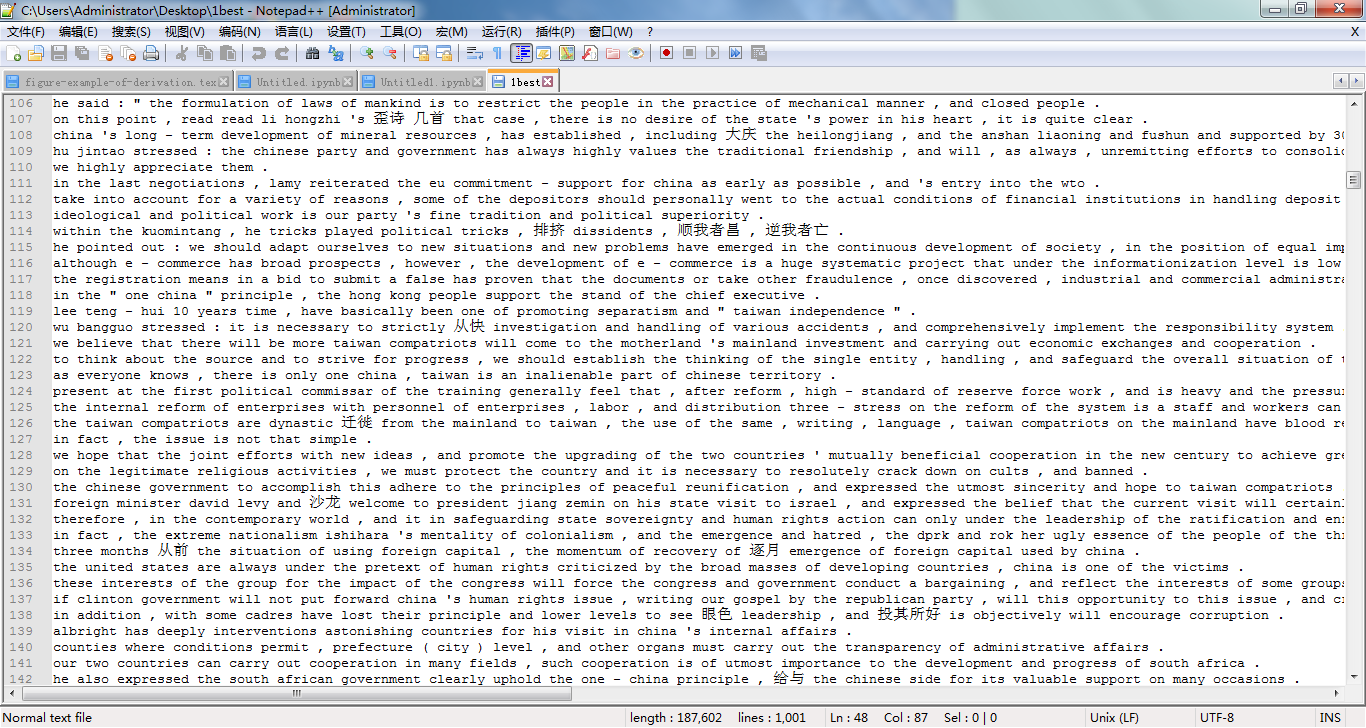 C:\Users\Administrator\Desktop\1best - Notepad++ [Administrator]
文件(F) 编辑(E) 搜索(S) 视图(V) 编码(N) 语言(L) 设置(T) 工具(O) 宏(M) 运行(R) 插件(P) 窗口(W) ? X
figure-example-of-derivation.tex Untitled.ipynb Untitled1.ipynb 1best
106 he said : " the formulation of laws of mankind is to restrict the people in the practice of mechanical manner , and closed people .
107 on this point , read read li hongzhi 's 歪诗 几首 that case , there is no desire of the state 's power in his heart , it is quite clear .
108 china 's long - term development of mineral resources , has established , including 大庆 the heilongjiang , and the anshan liaoning and fushun and supported by 30
109 hu jintao stressed : the chinese party and government has always highly values the traditional friendship , and will , as always , unremitting efforts to consoli
110 we highly appreciate them .
111 in the last negotiations , lamy reiterated the eu commitment - support for china as early as possible , and 's entry into the wto .
112 take into account for a variety of reasons , some of the depositors should personally went to the actual conditions of financial institutions in handling deposit
113 ideological and political work is our party 's fine tradition and political superiority .
114 within the kuomintang , he tricks played political tricks , 排挤 dissidents , 顺我者昌 , 逆我者亡 .
115 he pointed out : we should adapt ourselves to new situations and new problems have emerged in the continuous development of society , in the position of equal imp
116 although e - commerce has broad prospects , however , the development of e - commerce is a huge systematic project that under the informationization level is low
117 the registration means in a bid to submit a false has proven that the documents or take other fraudulence , once discovered , industrial and commercial administra
118 in the " one china " principle , the hong kong people support the stand of the chief executive .
119 lee teng - hui 10 years time , have basically been one of promoting separatism and " taiwan independence " .
120 wu bangguo stressed : it is necessary to strictly 从快 investigation and handling of various accidents , and comprehensively implement the responsibility system
121 we believe that there will be more taiwan compatriots will come to the motherland 's mainland investment and carrying out economic exchanges and cooperation .
122 to think about the source and to strive for progress , we should establish the thinking of the single entity , handling , and safeguard the overall situation of t
123 as everyone knows , there is only one china , taiwan is an inalienable part of chinese territory .
124 present at the first political commissar of the training generally feel that , after reform , high - standard of reserve force work , and is heavy and the pressu
125 the internal reform of enterprises with personnel of enterprises , labor , and distribution three - stress on the reform of the system is a staff and workers can
126 the taiwan compatriots are dynastic 迁徙 from the mainland to taiwan , the use of the same , writing , language , taiwan compatriots on the mainland have blood re
127 in fact , the issue is not that simple .
128 we hope that the joint efforts with new ideas , and promote the upgrading of the two countries ' mutually beneficial cooperation in the new century to achieve gre
129 on the legitimate religious activities , we must protect the country and it is necessary to resolutely crack down on cults , and banned .
130 the chinese government to accomplish this adhere to the principles of peaceful reunification , and expressed the utmost sincerity and hope to taiwan compatriots
131 foreign minister david levy and 沙龙 welcome to president jiang zemin on his state visit to israel , and expressed the belief that the current visit will certainl
132 therefore , in the contemporary world , and it in safeguarding state sovereignty and human rights action can only under the leadership of the ratification and en
133 in fact , the extreme nationalism ishihara 's mentality of colonialism , and the emergence and hatred , the dprk and rok her ugly essence of the people of the thi
134 three months 从前 the situation of using foreign capital , the momentum of recovery of 逐月 emergence of foreign capital used by china .
135 the united states are always under the pretext of human rights criticized by the broad masses of developing countries , china is one of the victims .
136 these interests of the group for the impact of the congress will force the congress and government conduct a bargaining , and reflect the interests of some groups
137 if clinton government will not put forward china 's human rights issue , writing our gospel by the republican party , will this opportunity to this issue , and c
138 in addition , with some cadres have lost their principle and lower levels to see 眼色 leadership , and 投其所好 is objectively will encourage corruption .
139 albright has deeply interventions astonishing countries for his visit in china 's internal affairs .
140 counties where conditions permit , prefecture ( city ) level , and other organs must carry out the transparency of administrative affairs .
141 our two countries can carry out cooperation in many fields , such cooperation is of utmost importance to the development and progress of south africa .
142 he also expressed the south african government clearly uphold the one - china principle , 给与 the chinese side for its valuable support on many occasions .
Normal text file length : 187,602 lines : 1,001 Ln : 48 Col : 87 Sel : 0 | 0 Unix (LF) UTF-8 INS